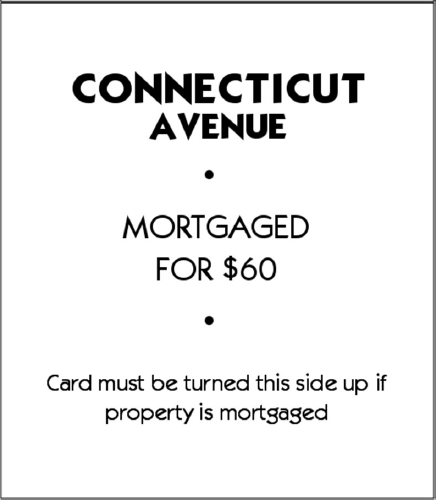 CONNECTICUT
AVENUE
•
MORTGAGED
FOR $60
•
Card must be turned this side up if
property is mortgaged